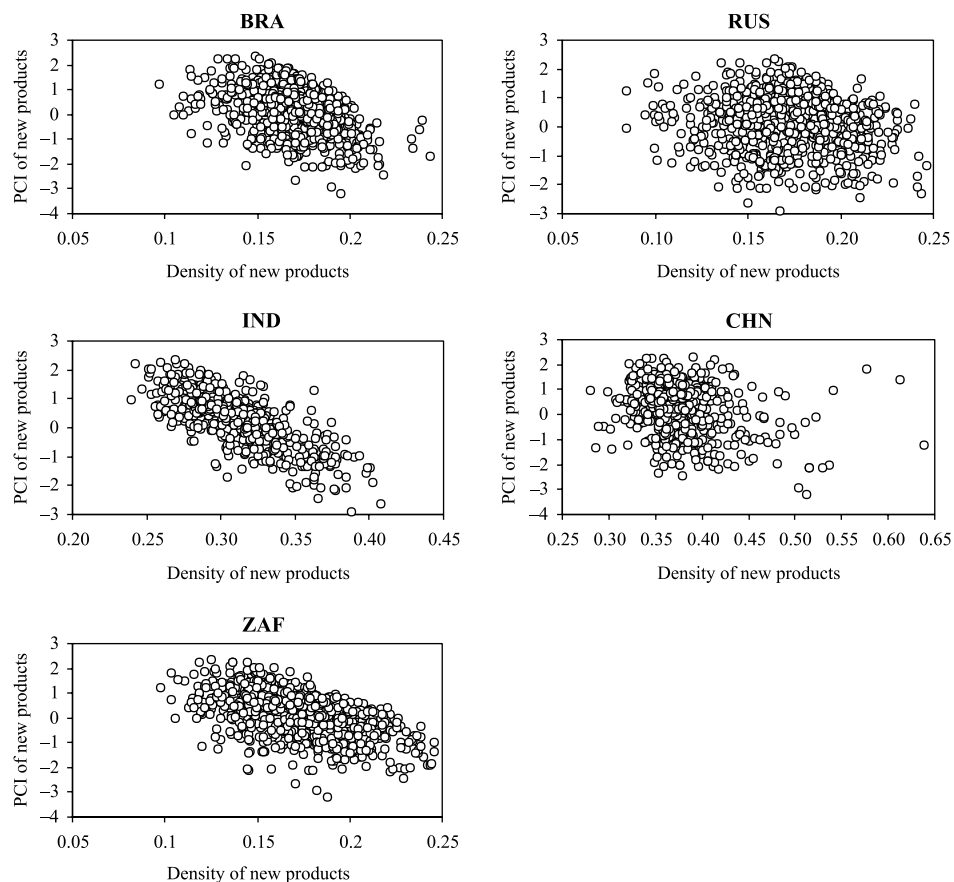 BRA
PCI of new products
3
2
1
0
–1
–2
–3
–4
0.05 0.1 0.15 0.2 0.25
Density of new products
RUS
PCI of new products
3
2
1
0
–1
–2
–3
0.05 0.10 0.15 0.20 0.25
Density of new products
IND
PCI of new products
3
2
1
0
–1
–2
–3
0.20 0.25 0.30 0.35 0.40 0.45
Density of new products
CHN
PCI of new products
3
2
1
0
–1
–2
–3
–4
0.25 0.30 0.35 0.40 0.45 0.50 0.55 0.60 0.65
Density of new products
ZAF
PCI of new products
3
2
1
0
–1
–2
–3
–4
0.05 0.1 0.15 0.2 0.25
Density of new products